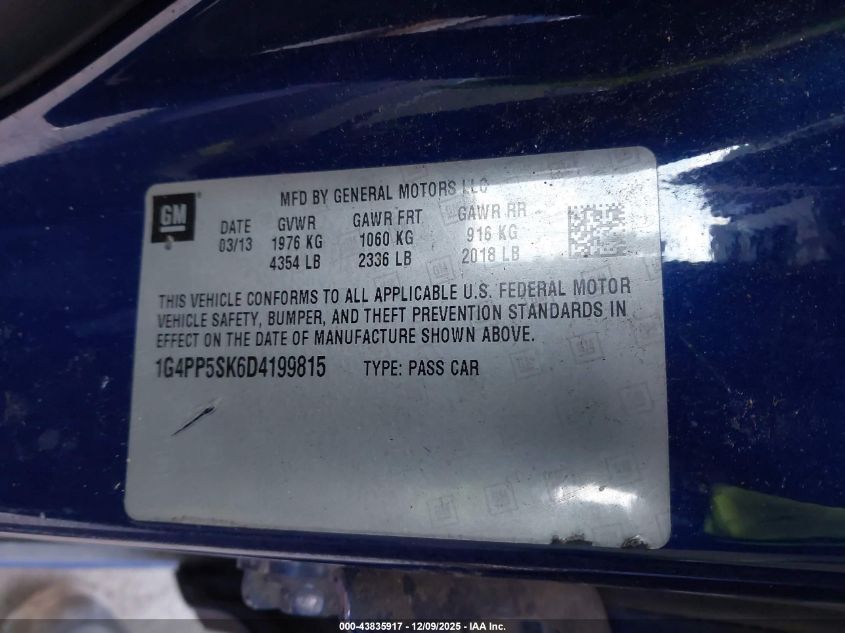 MFD BY GENERAL MOTORS LLC
GM
DATE GVWR GAWR FRT GAWR RR
03/13 1976 KG 1060 KG 916 KG
4354 LB 2336 LB 2018 LB
THIS VEHICLE CONFORMS TO ALL APPLICABLE U.S. FEDERAL MOTOR
VEHICLE SAFETY, BUMPER, AND THEFT PREVENTION STANDARDS IN
EFFECT ON THE DATE OF MANUFACTURE SHOWN ABOVE.
1G4PP5SK6D4199815 TYPE: PASS CAR
000-43835917 - 12/09/2025 - IAA Inc.